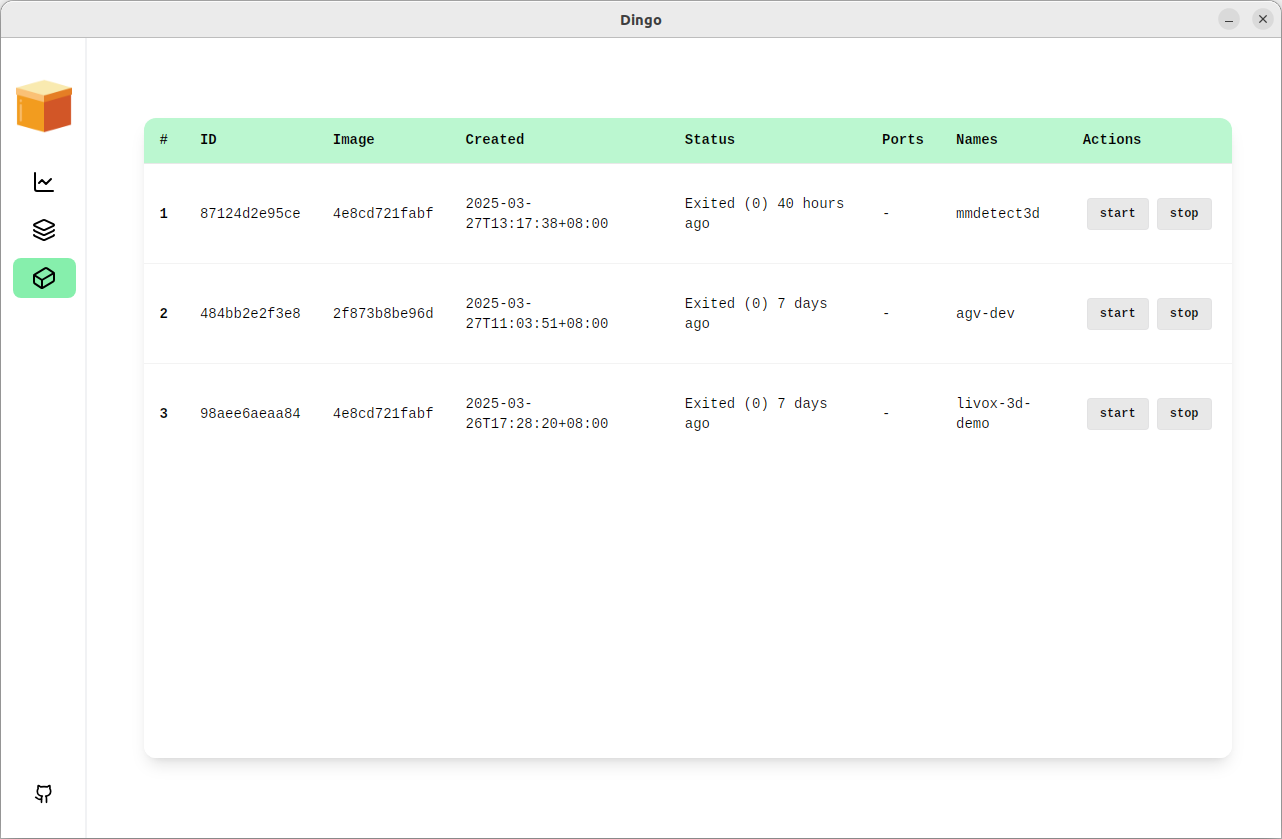 Dingo
# ID Image Created Status Ports Names Actions
1 87124d2e95ce 4e8cd721fabf 2025-03-27T13:17:38+08:00 Exited (0) 40 hours ago - mmdetect3d start stop
2 484bb2e2f3e8 2f873b8be96d 2025-03-27T11:03:51+08:00 Exited (0) 7 days ago - agv-dev start stop
3 98aee6aeaa84 4e8cd721fabf 2025-03-26T17:28:20+08:00 Exited (0) 7 days ago - livox-3d-demo start stop